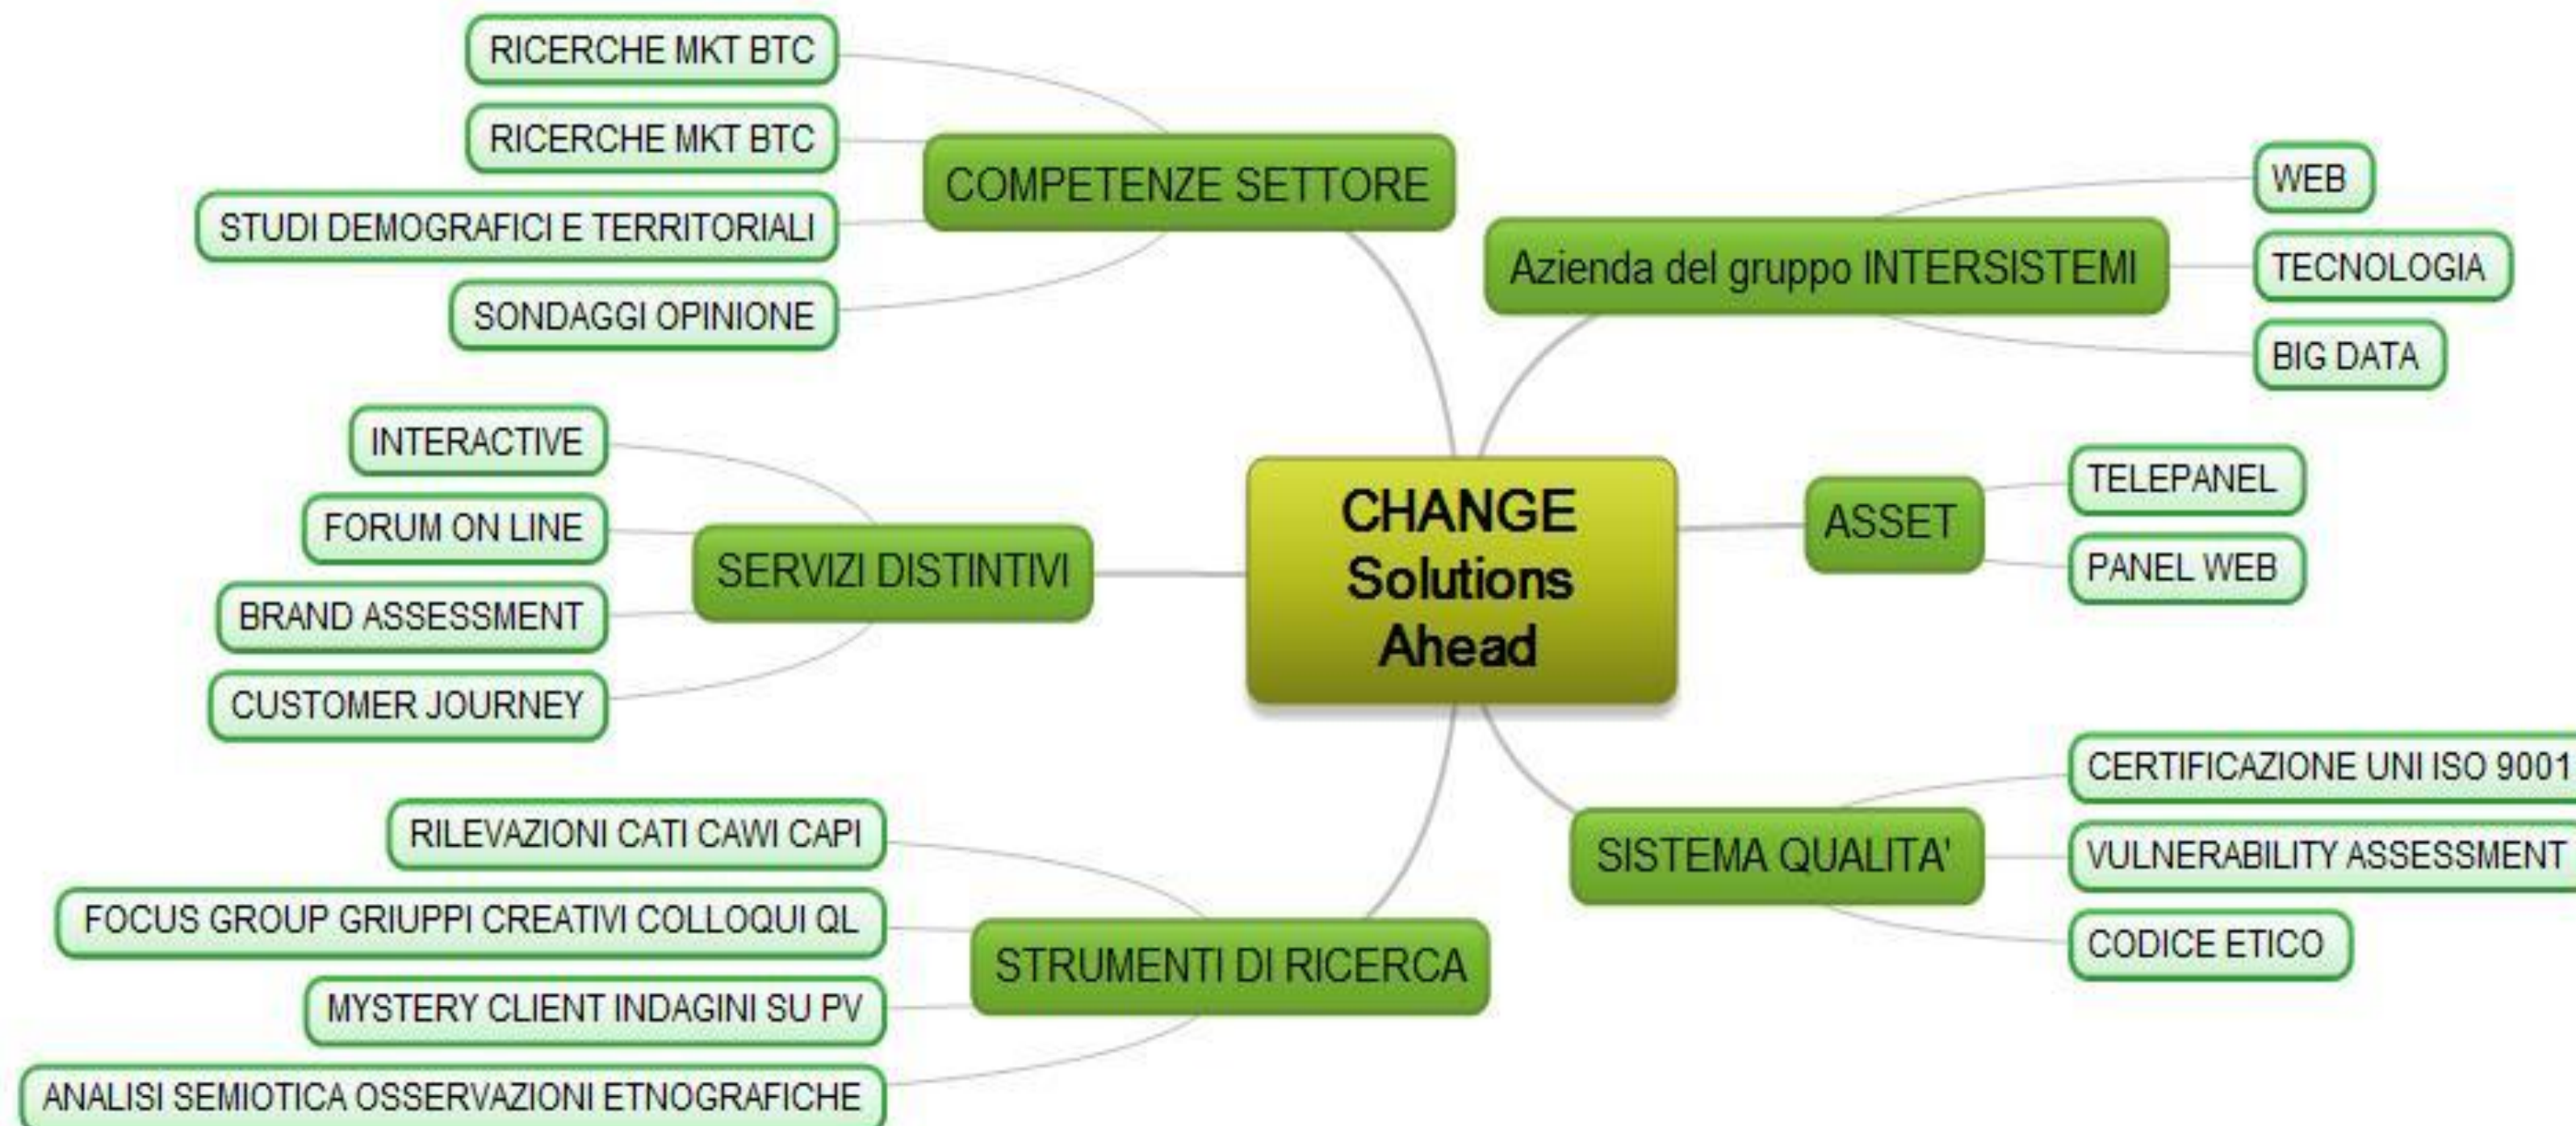 RICERCHE MKT BTC
RICERCHE MKT BTC
STUDI DEMOGRAFICI E TERRITORIALI
SONDAGGI OPINIONE
COMPETENZE SETTORE
Azienda del gruppo INTERSISTEMI
WEB
TECNOLOGIA
BIG DATA
INTERACTIVE
FORUM ON LINE
BRAND ASSESSMENT
CUSTOMER JOURNEY
SERVIZI DISTINTIVI
CHANGE
Solutions
Ahead
ASSET
TELEPANEL
PANEL WEB
RILEVAZIONI CATI CAWI CAPI
FOCUS GROUP GRIUPPI CREATIVI COLLOQUI QL
MYSTERY CLIENT INDAGINI SU PV
ANALISI SEMIOTICA OSSERVAZIONI ETNOGRAFICHE
STRUMENTI DI RICERCA
SISTEMA QUALITA'
CERTIFICAZIONE UNI ISO 9001
VULNERABILITY ASSESSMENT
CODICE ETICO